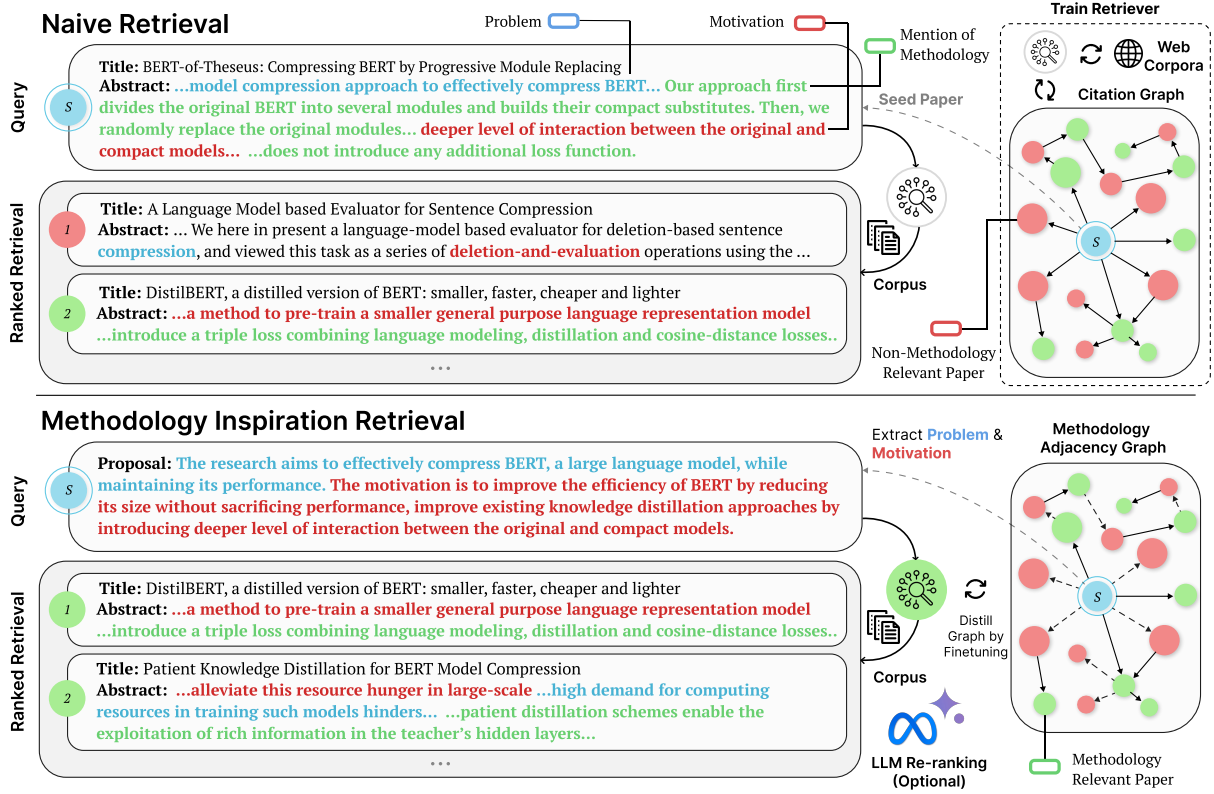 Naive Retrieval
Problem
Motivation
Mention of
Methodology
Train Retriever
Web
Corpora
Citation Graph
Seed Paper
Query
S
Title: BERT-of-Theseus: Compressing BERT by Progressive Module Replacing
Abstract: ...model compression approach to effectively compress BERT... Our approach first
divides the original BERT into several modules and builds their compact substitutes. Then, we
randomly replace the original modules... deeper level of interaction between the original and
compact models... ...does not introduce any additional loss function.
Ranked Retrieval
1
Title: A Language Model based Evaluator for Sentence Compression
Abstract: ... We here in present a language-model based evaluator for deletion-based sentence
compression, and viewed this task as a series of deletion-and-evaluation operations using the ...
2
Title: DistilBERT, a distilled version of BERT: smaller, faster, cheaper and lighter
Abstract: ...a method to pre-train a smaller general purpose language representation model
...introduce a triple loss combining language modeling, distillation and cosine-distance losses..
...
Corpus
S
Non-Methodology
Relevant Paper
Methodology Inspiration Retrieval
Extract Problem &
Motivation
Methodology
Adjacency Graph
Query
S
Proposal: The research aims to effectively compress BERT, a large language model, while
maintaining its performance. The motivation is to improve the efficiency of BERT by reducing
its size without sacrificing performance, improve existing knowledge distillation approaches by
introducing deeper level of interaction between the original and compact models.
Ranked Retrieval
1
Title: DistilBERT, a distilled version of BERT: smaller, faster, cheaper and lighter
Abstract: ...a method to pre-train a smaller general purpose language representation model
...introduce a triple loss combining language modeling, distillation and cosine-distance losses..
2
Title: Patient Knowledge Distillation for BERT Model Compression
Abstract: ...alleviate this resource hunger in large-scale ...high demand for computing
resources in training such models hinders... ...patient distillation schemes enable the
exploitation of rich information in the teacher's hidden layers...
...
Corpus
Distill
Graph by
Finetuning
S
LLM Re-ranking
(Optional)
Methodology
Relevant Paper